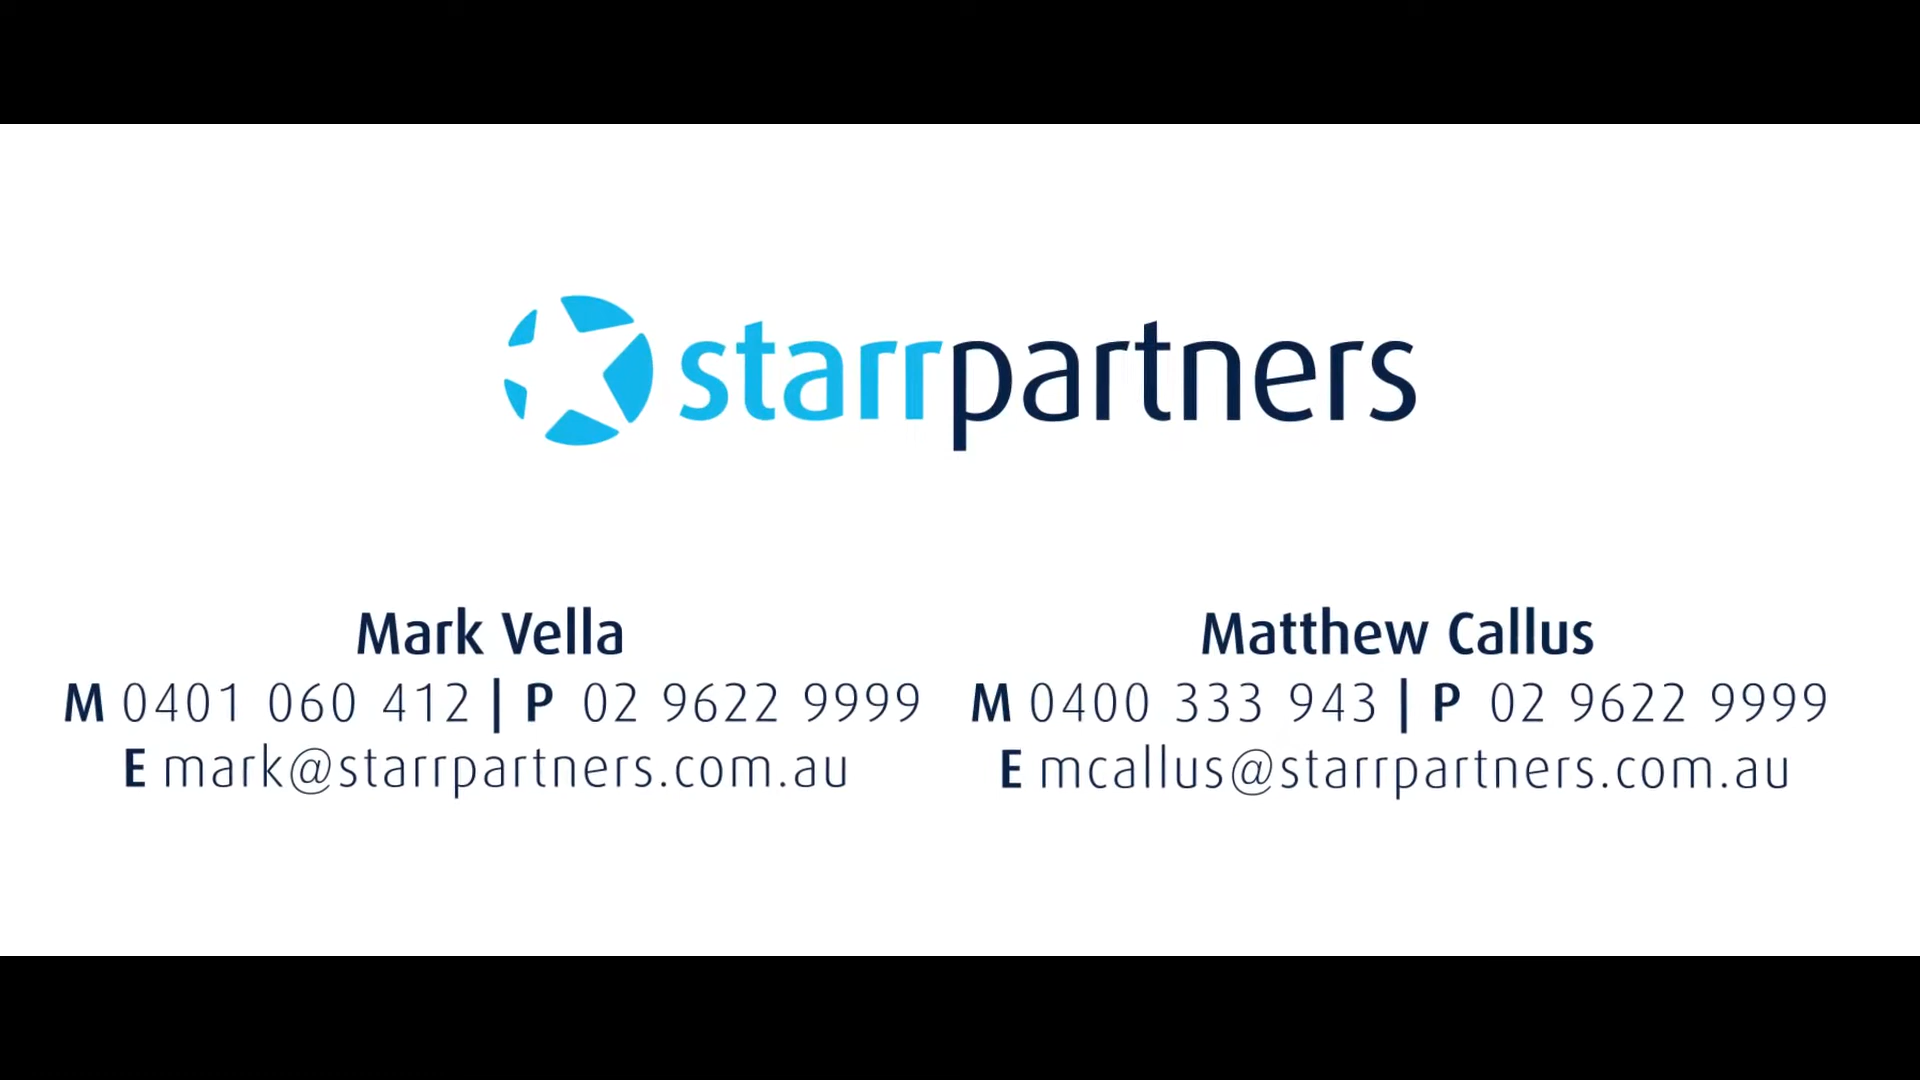 starrpartners
Mark Vella
M 0401 060 412 | P 02 9622 9999
E mark@starrpartners.com.au
Matthew Callus
M 0400 333 943 | P 02 9622 9999
E mcallus@starrpartners.com.au